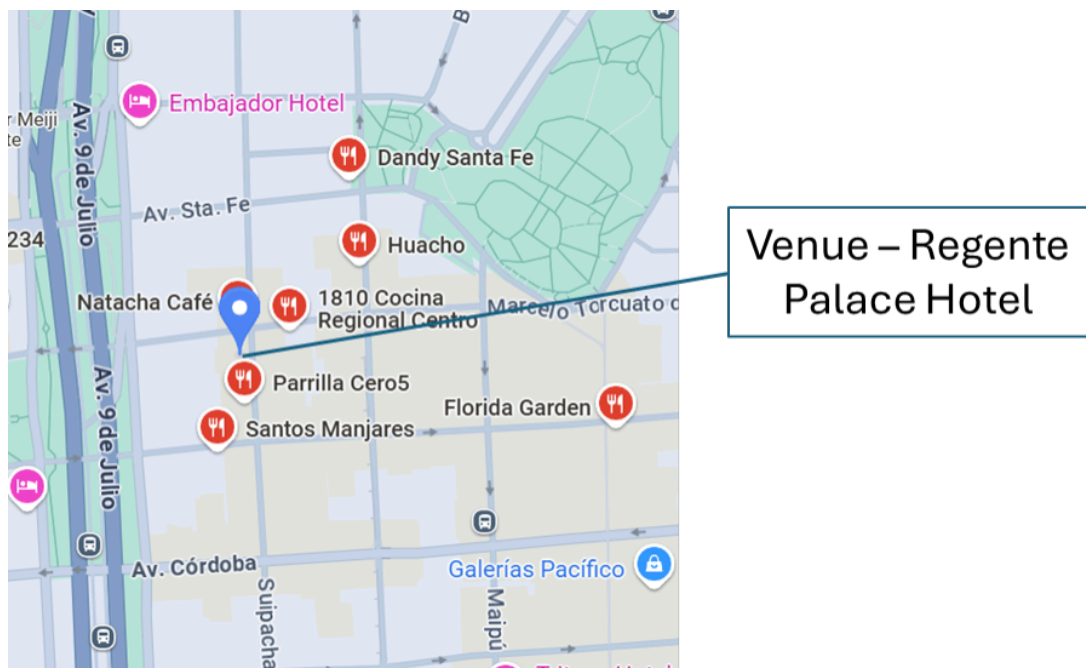 B
r Meiji
te
Embajador Hotel
Av. 9 de Julio
Dandy Santa Fe
Av. Sta. Fe
234
Huacho
Venue – Regente
Palace Hotel
Natacha Café
1810 Cocina
Regional Centro
Marcelo Torcuato d
Parrilla Cero5
Av. 9 de Julio
Florida Garden
Santos Manjares
Av. Córdoba
Galerías Pacífico
Suipacha
Maipú